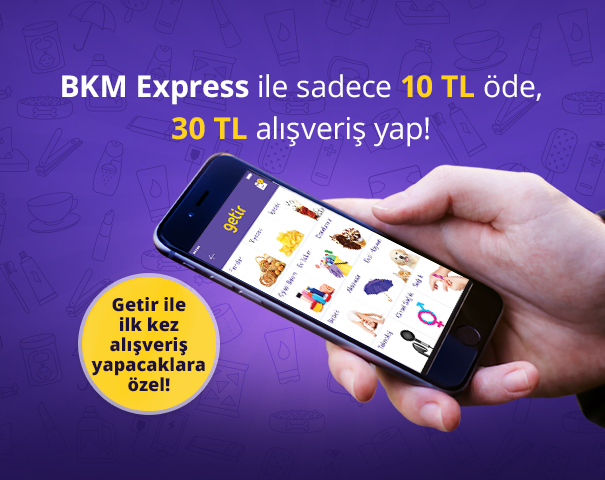 BKM Express ile sadece 10 TL öde,
30 TL alışveriş yap!
getir
Getir ile
ilk kez
alışveriş
yapacaklara
özel!